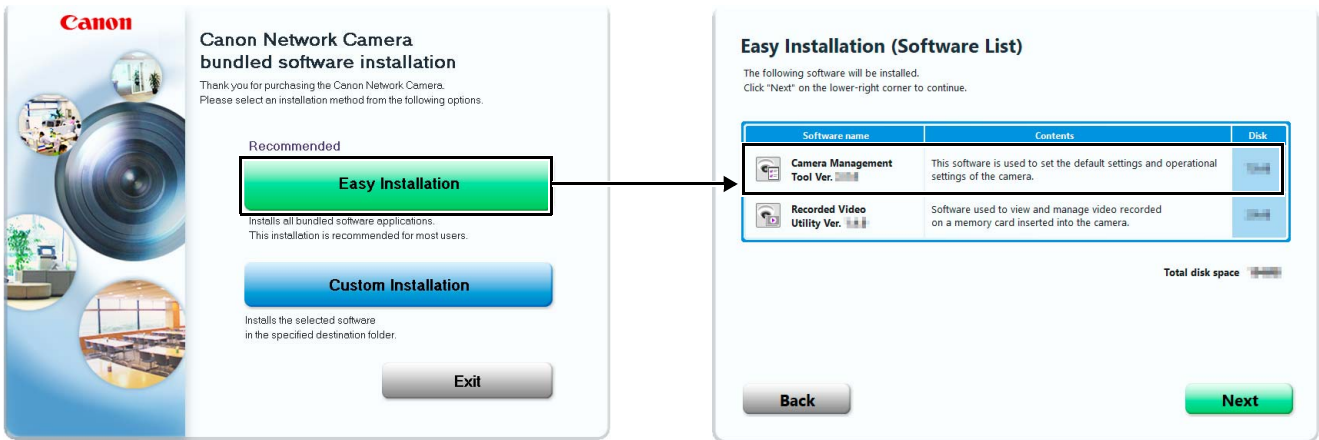 Canon
Canon Network Camera
bundled software installation
Thank you for purchasing the Canon Network Camera.
Please select an installation method from the following options.
Recommended
Easy Installation
Installs all bundled software applications.
This installation is recommended for most users.
Custom Installation
Installs the selected software
in the specified destination folder.
Exit
Easy Installation (Software List)
The following software will be installed.
Click "Next" on the lower-right corner to continue.
Software name Contents Disk
Camera Management
Tool Ver.
This software is used to set the default settings and operational
settings of the camera.
Recorded Video
Utility Ver.
Software used to view and manage video recorded
on a memory card inserted into the camera.
Total disk space
Back
Next